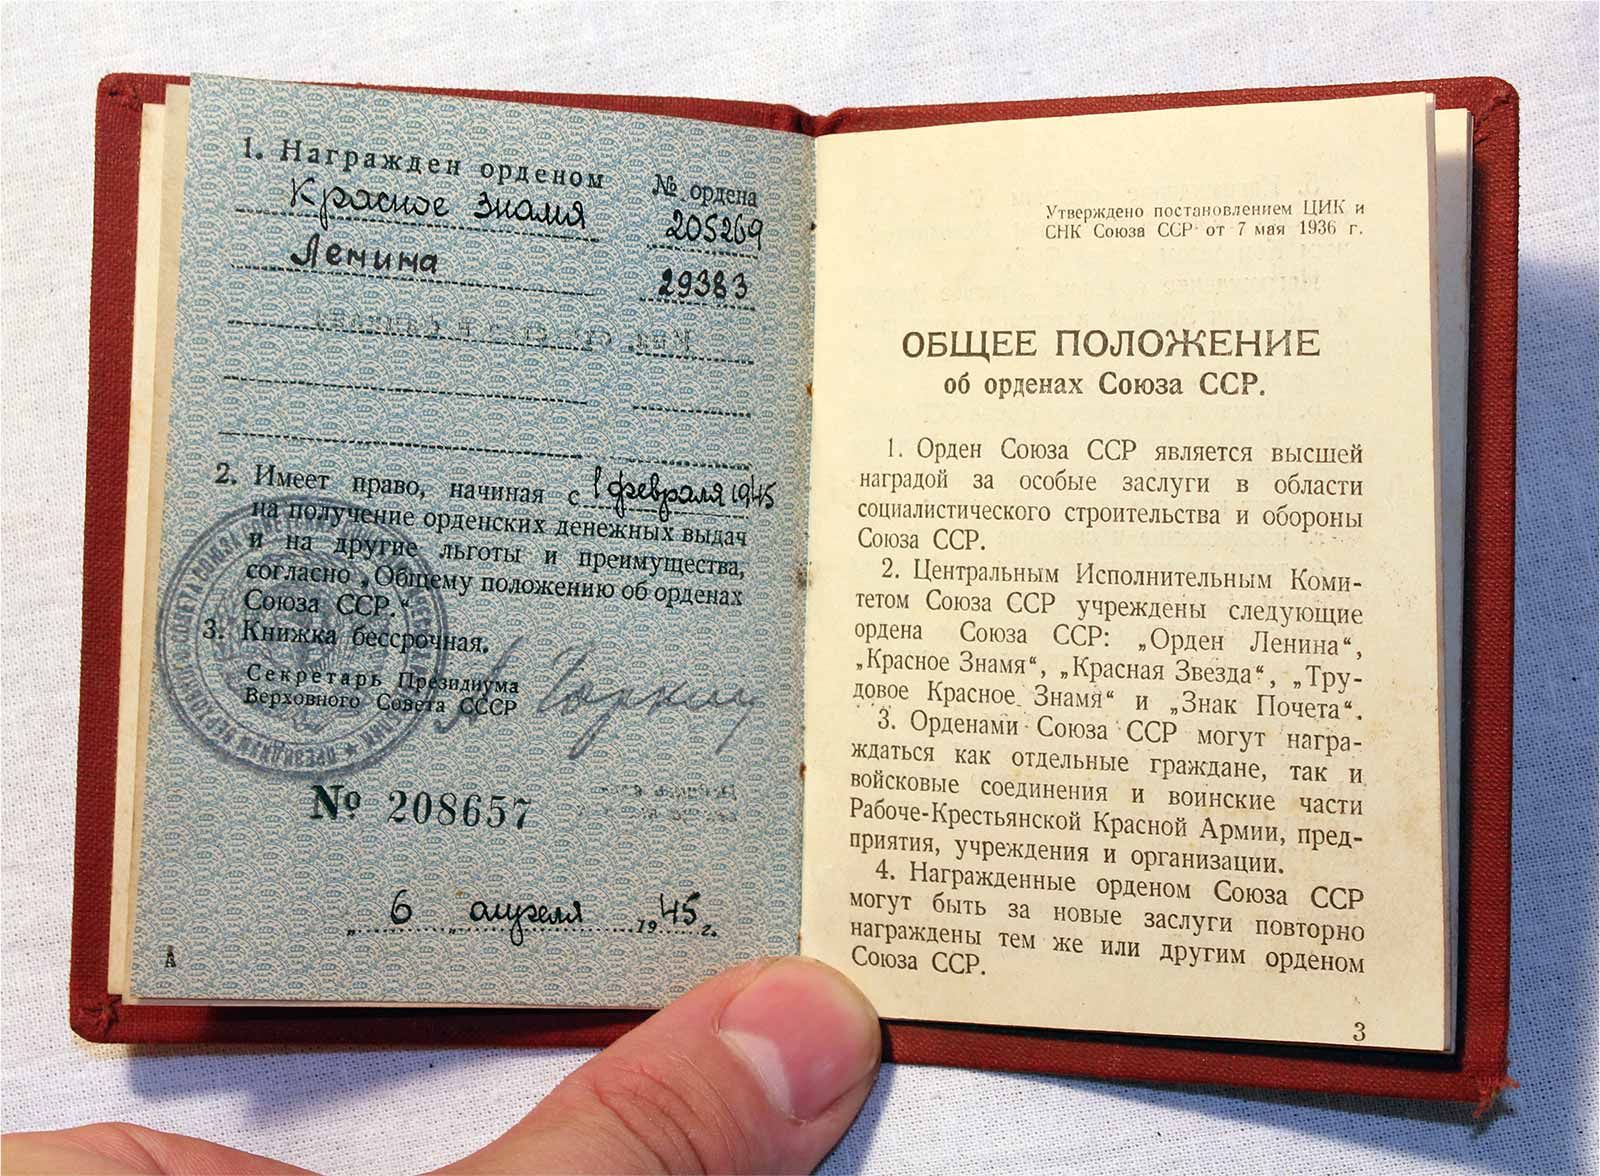 1. Награжден орденом № ордена
Красное Знамя 205269
Ленина 29383
2. Имеет право, начиная с 1 февраля 1945
на получение орденских денежных выдач
и на другие льготы и преимущества,
согласно „Общему положению об орденах
Союза ССР.“
3. Книжка бессрочная.
Секретарь Президиума
Верховного Совета СССР
А Горкин
№ 208657
„ 6 „ апреля 1945 г.
А
Утверждено постановлением ЦИК и
СНК Союза ССР от 7 мая 1936 г.
ОБЩЕЕ ПОЛОЖЕНИЕ
об орденах Союза ССР.
1. Орден Союза ССР является высшей
наградой за особые заслуги в области
социалистического строительства и обороны
Союза ССР.
2. Центральным Исполнительным Коми-
тетом Союза ССР учреждены следующие
ордена Союза ССР: „Орден Ленина“,
„Красное Знамя“, „Красная Звезда“, „Тру-
довое Красное Знамя“ и „Знак Почета“.
3. Орденами Союза ССР могут награ-
ждаться как отдельные граждане, так и
войсковые соединения и воинские части
Рабоче-Крестьянской Красной Армии, пред-
приятия, учреждения и организации.
4. Награжденные орденом Союза ССР
могут быть за новые заслуги повторно
награждены тем же или другим орденом
Союза ССР.
3